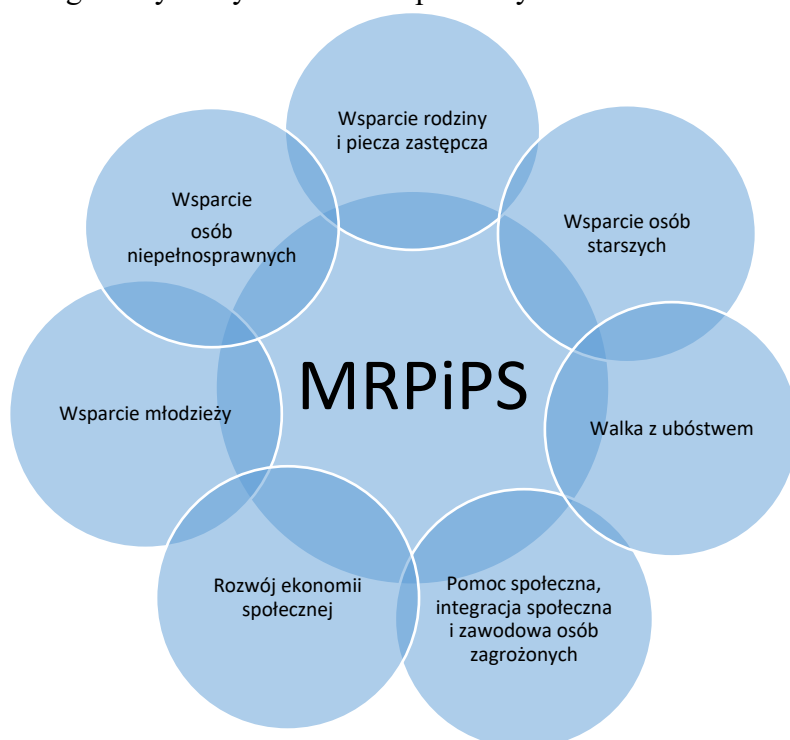 Wsparcie rodziny
i piecza zastępcza
Wsparcie osób
starszych
Walka z ubóstwem
Pomoc społeczna,
integracja społeczna
i zawodowa osób
zagrożonych
Rozwój ekonomii
społecznej
Wsparcie młodzieży
Wsparcie
osób
niepełnosprawnych
MRPiPS